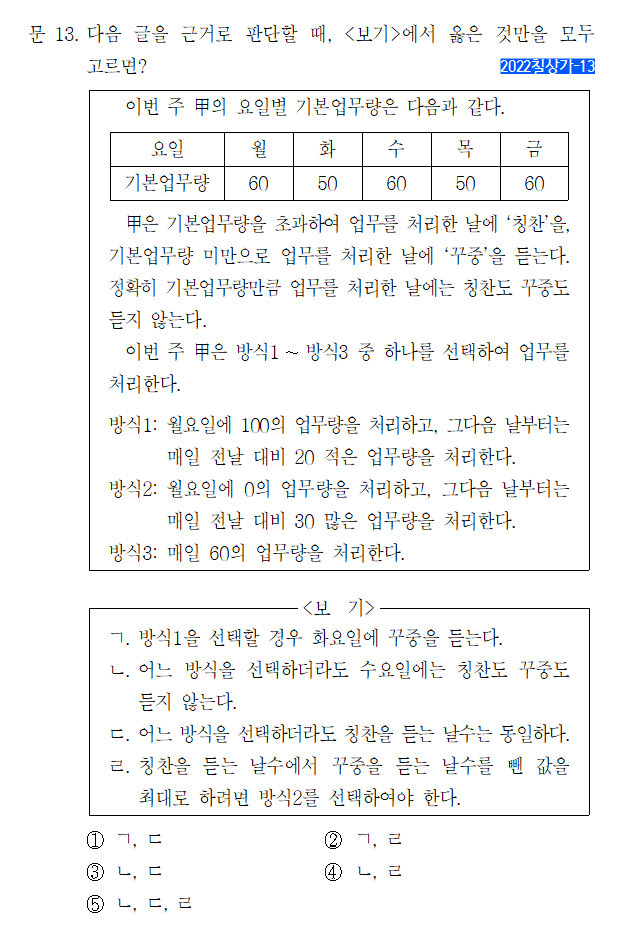 문 13. 다음 글을 근거로 판단할 때, <보기>에서 옳은 것만을 모두
고르면?
2022침상가-13
이번 주 甲의 요일별 기본업무량은 다음과 같다.
요일 월 화 수 목 금
기본업무량 60 50 60 50 60
甲은 기본업무량을 초과하여 업무를 처리한 날에 '칭찬'을,
기본업무량 미만으로 업무를 처리한 날에 '꾸중'을 듣는다.
정확히 기본업무량만큼 업무를 처리한 날에는 칭찬도 꾸중도
듣지 않는다.
이번 주 甲은 방식1 ~ 방식3 중 하나를 선택하여 업무를
처리한다.
방식1: 월요일에 100의 업무량을 처리하고, 그다음 날부터는
매일 전날 대비 20 적은 업무량을 처리한다.
방식2: 월요일에 0의 업무량을 처리하고, 그다음 날부터는
매일 전날 대비 30 많은 업무량을 처리한다.
방식3: 매일 60의 업무량을 처리한다.
<보 기>
ㄱ. 방식1을 선택할 경우 화요일에 꾸중을 듣는다.
ㄴ. 어느 방식을 선택하더라도 수요일에는 칭찬도 꾸중도
듣지 않는다.
ㄷ. 어느 방식을 선택하더라도 칭찬을 듣는 날수는 동일하다.
ㄹ. 칭찬을 듣는 날수에서 꾸중을 듣는 날수를 뺀 값을
최대로 하려면 방식2를 선택하여야 한다.
① ㄱ, ㄷ ② ㄱ, ㄹ
③ ㄴ, ㄷ ④ ㄴ, ㄹ
⑤ ㄴ, ㄷ, ㄹ